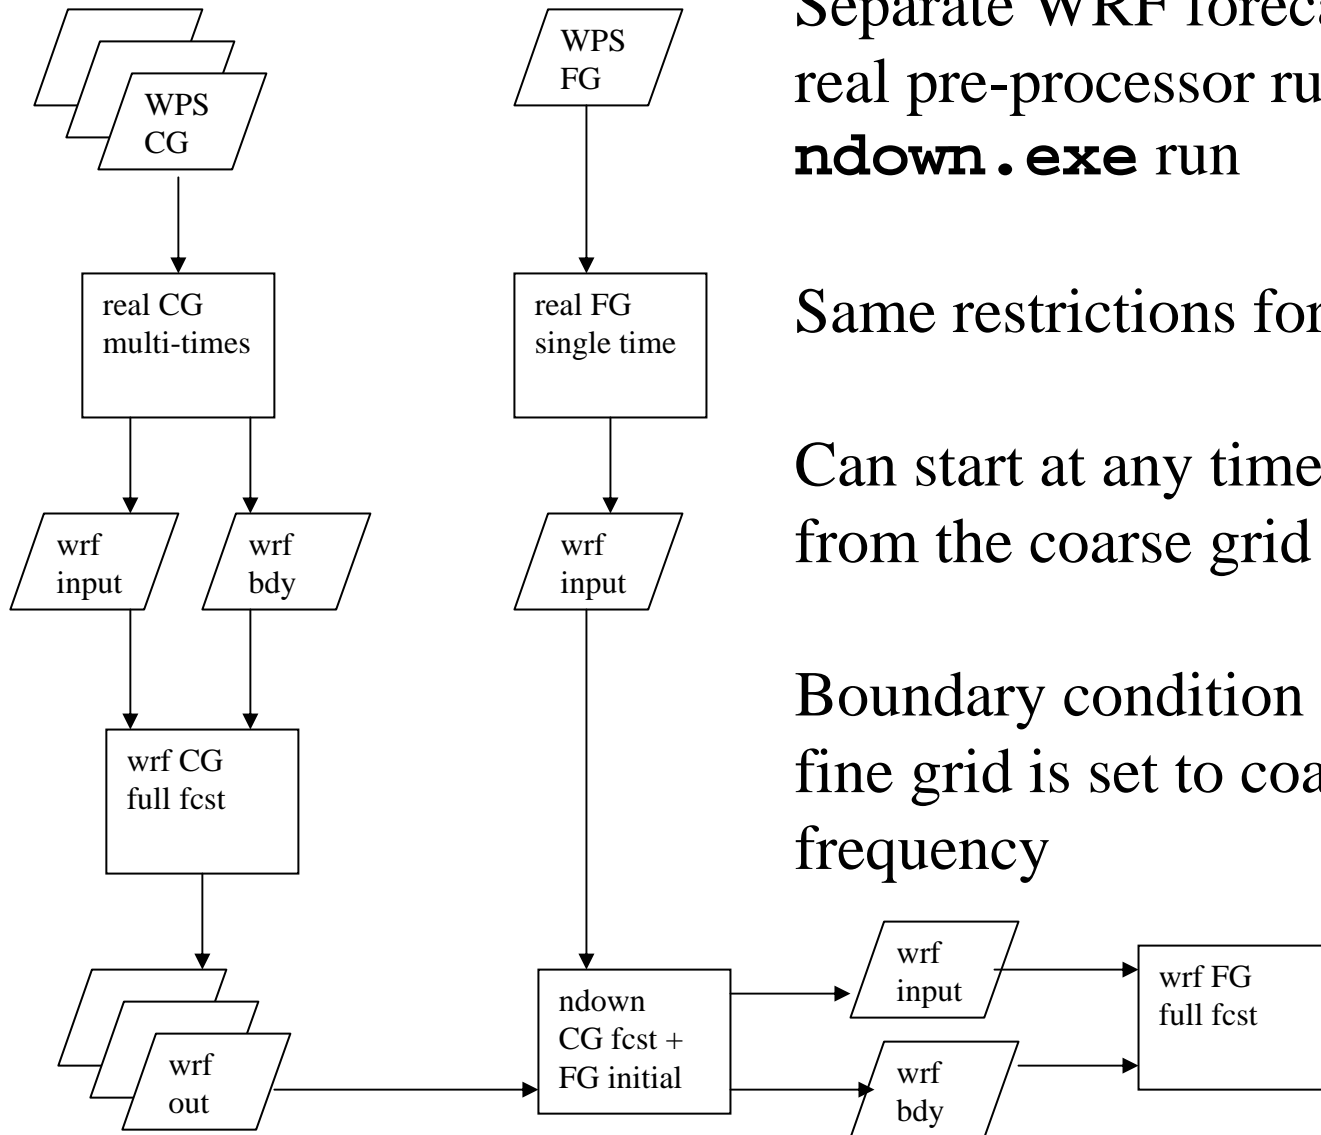 WPS
CG
WPS
FG
Separate WRF
real pre-processor
ndown.exe run
real CG
multi-times
real FG
single time
Same restrictions for
Can start at any time
from the coarse grid
wrf
input
wrf
bdy
wrf
input
Boundary condition
fine grid is set to
frequency
wrf CG
full fcst
wrf
out
ndown
CG fcst +
FG initial
wrf
input
wrf
bdy
wrf FG
full fcst